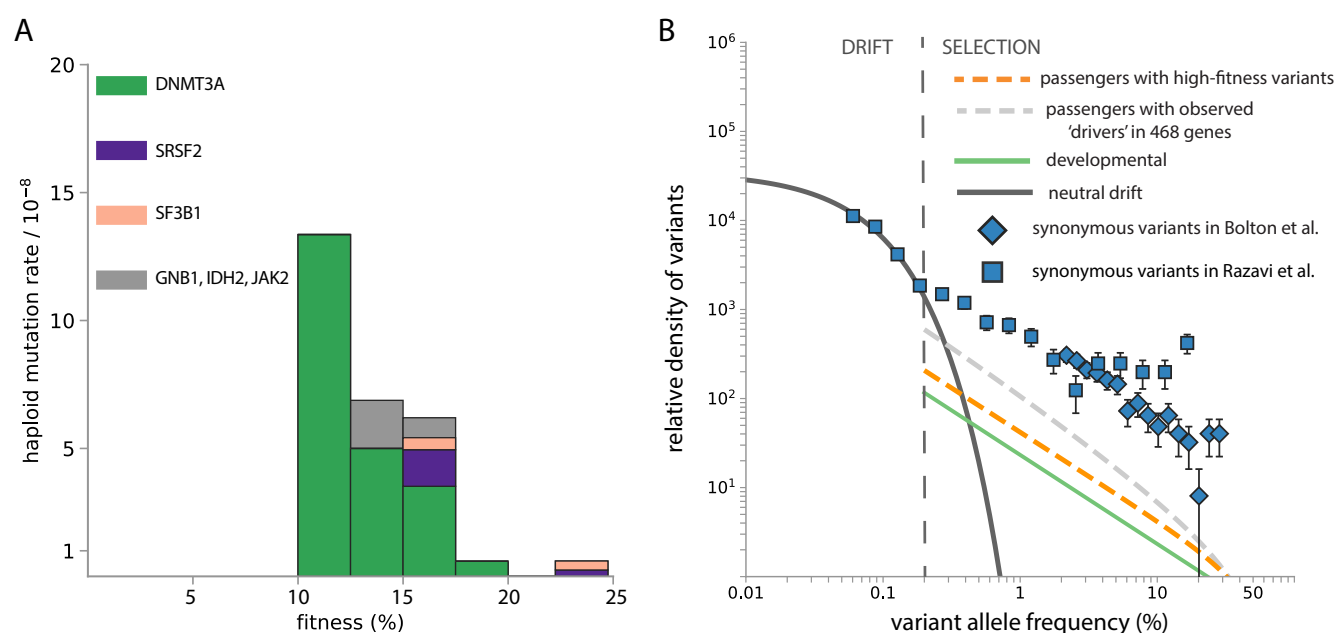 A
haploid mutation rate / 10⁻⁸
20
15
10
5
1
DNMT3A
SRSF2
SF3B1
GNB1, IDH2, JAK2
5
10
15
20
25
fitness (%)
B
relative density of variants
10⁶
10⁵
10⁴
10³
10²
10¹
DRIFT
SELECTION
passengers with high-fitness variants
passengers with observed
'drivers' in 468 genes
developmental
neutral drift
synonymous variants in Bolton et al.
synonymous variants in Razavi et al.
0.01
0.1
1
10
50
variant allele frequency (%)